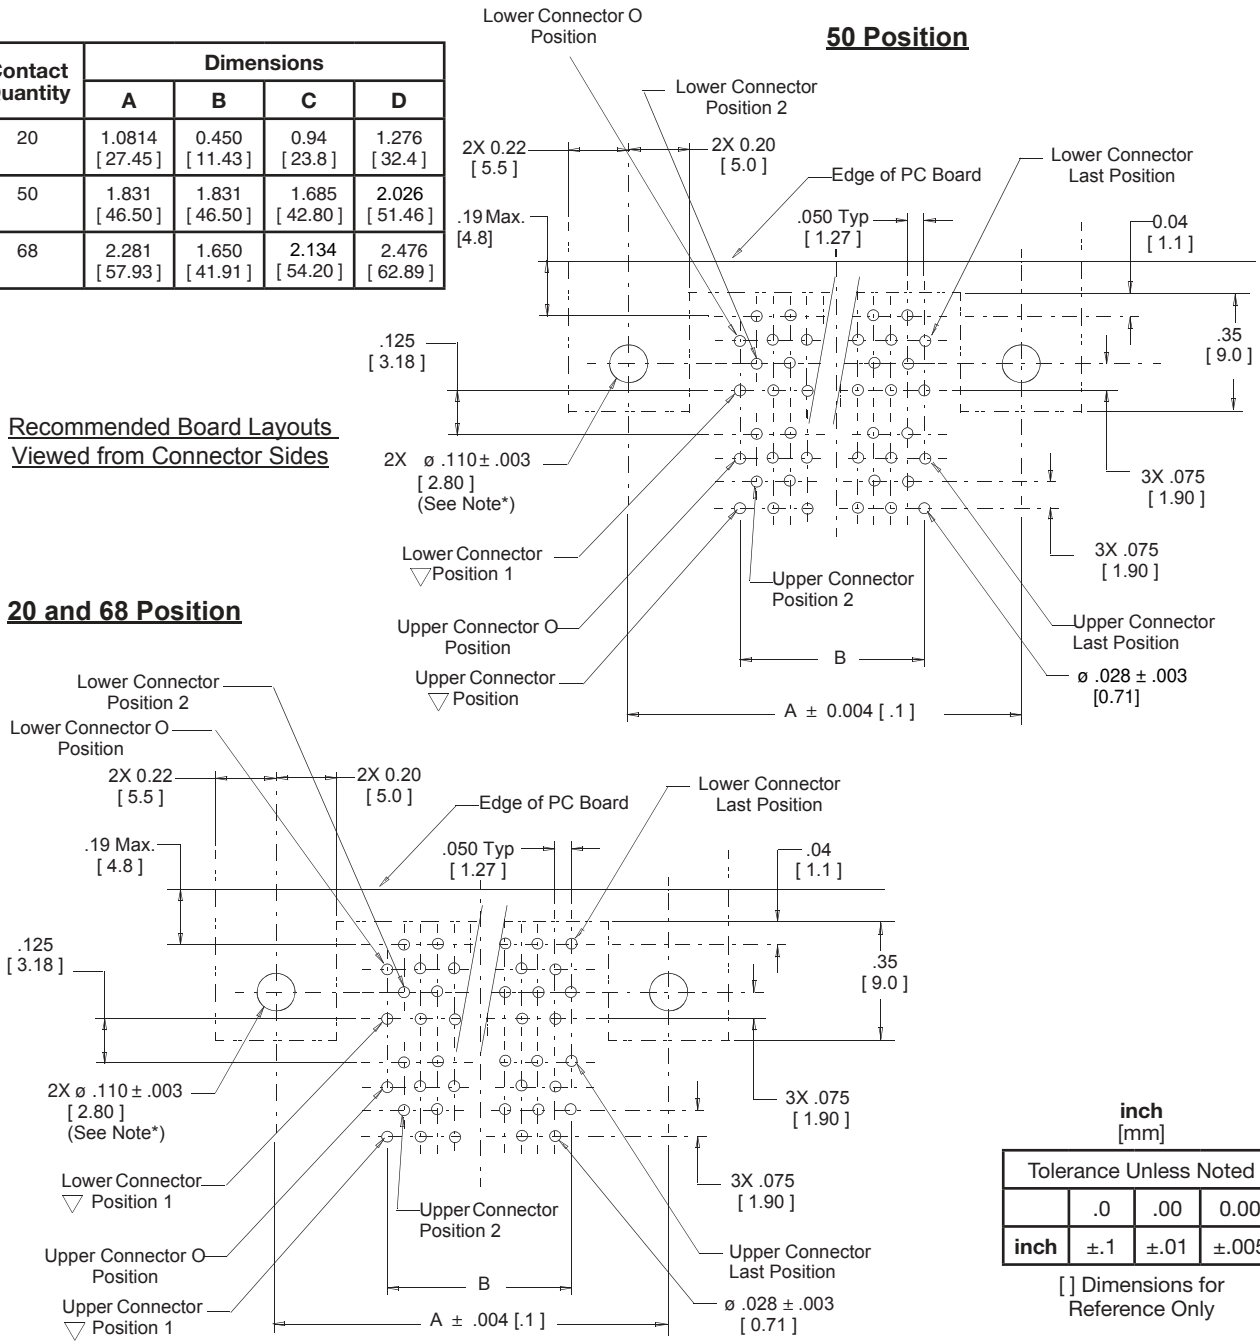 Lower Connector O
Position
50 Position
Dimensions
A
B
C
D
20
1.0814
[ 27.45 ]
0.450
[ 11.43 ]
0.94
[ 23.8 ]
1.276
[ 32.4 ]
50
1.831
[ 46.50 ]
1.831
[ 46.50 ]
1.685
[ 42.80 ]
2.026
[ 51.46 ]
68
2.281
[ 57.93 ]
1.650
[ 41.91 ]
2.134
[ 54.20 ]
2.476
[ 62.89 ]
Lower Connector
Position 2
2X 0.22
[ 5.5 ]
2X 0.20
[ 5.0 ]
Edge of PC Board
Lower Connector
Last Position
.19 Max.
[4.8]
.050 Typ
[ 1.27 ]
0.04
[ 1.1 ]
.125
[ 3.18 ]
.35
[ 9.0 ]
Recommended Board Layouts
Viewed from Connector Sides
2X ø .110 ± .003
[ 2.80 ]
(See Note*)
3X .075
[ 1.90 ]
Lower Connector
▽ Position 1
3X .075
[ 1.90 ]
Upper Connector
Position 2
20 and 68 Position
Upper Connector O
Position
Upper Connector
Last Position
B
Upper Connector
▽ Position
ø .028 ± .003
[0.71]
A ± 0.004 [ .1 ]
Lower Connector
Position 2
Lower Connector O
Position
2X 0.22
[ 5.5 ]
2X 0.20
[ 5.0 ]
Edge of PC Board
Lower Connector
Last Position
.19 Max.
[ 4.8 ]
.050 Typ
[ 1.27 ]
.04
[ 1.1 ]
.125
[ 3.18 ]
.35
[ 9.0 ]
2X ø .110 ± .003
[ 2.80 ]
(See Note*)
3X .075
[ 1.90 ]
Lower Connector
▽ Position 1
3X .075
[ 1.90 ]
Upper Connector
Position 2
Upper Connector O
Position
Upper Connector
Last Position
B
Upper Connector
▽ Position 1
ø .028 ± .003
[ 0.71 ]
A ± .004 [.1 ]
inch
[mm]
Tolerance Unless Noted
.0
.00
0.00
inch
±.1
±.01
±.005
[ ] Dimensions for
Reference Only